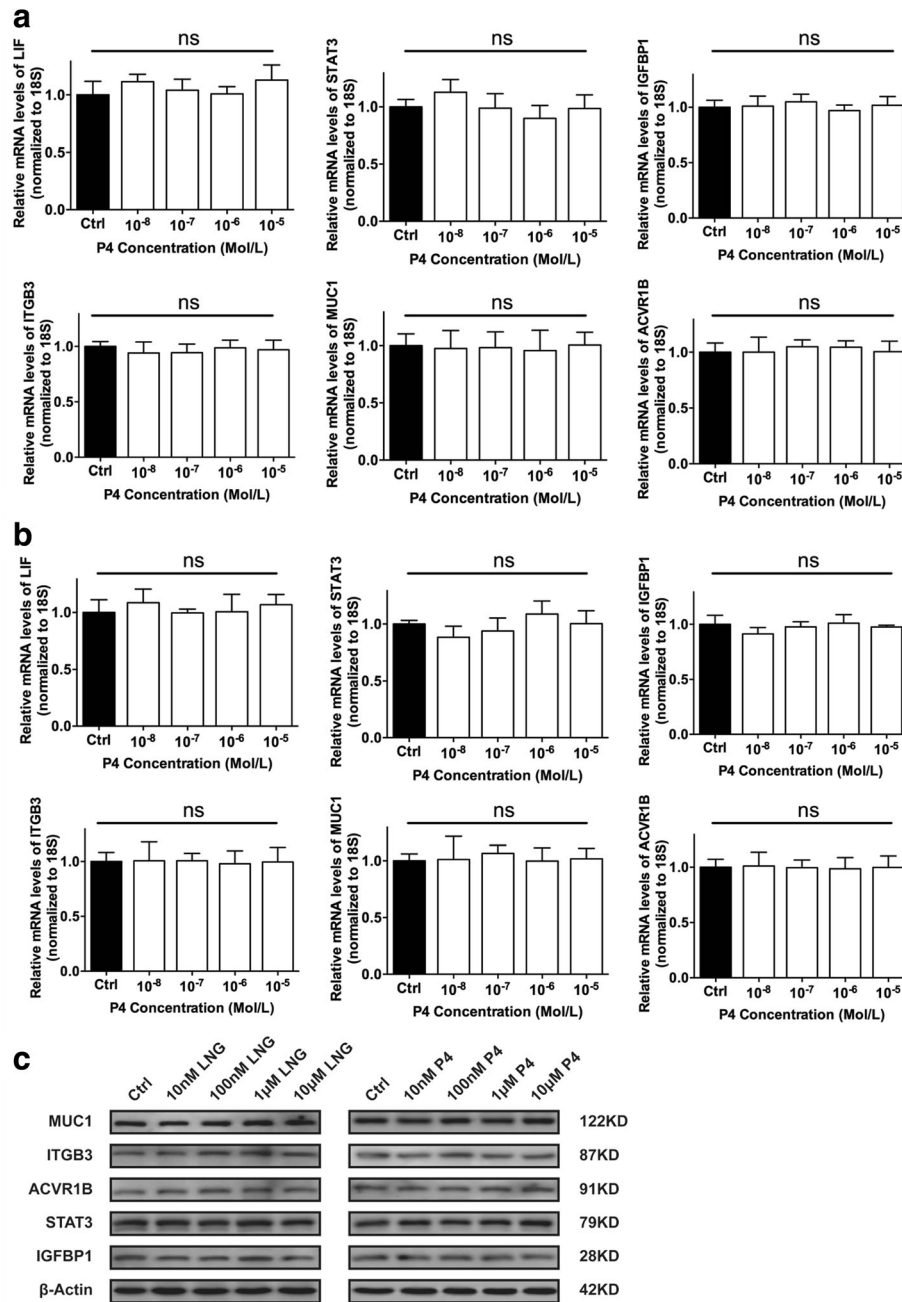 a
ns
Relative mRNA levels of LIF
(normalized to 18S)
1.0
0.5
0.0
Ctrl 10-8 10-7 10-6 10-5
P4 Concentration (Mol/L)
ns
Relative mRNA levels of STAT3
(normalized to 18S)
1.0
0.5
0.0
Ctrl 10-8 10-7 10-6 10-5
P4 Concentration (Mol/L)
ns
Relative mRNA levels of IGFBP1
(normalized to 18S)
1.0
0.5
0.0
Ctrl 10-8 10-7 10-6 10-5
P4 Concentration (Mol/L)
ns
Relative mRNA levels of ITGB3
(normalized to 18S)
1.0
0.5
0.0
Ctrl 10-8 10-7 10-6 10-5
P4 Concentration (Mol/L)
ns
Relative mRNA levels of MUC1
(normalized to 18S)
1.0
0.5
0.0
Ctrl 10-8 10-7 10-6 10-5
P4 Concentration (Mol/L)
ns
Relative mRNA levels of ACVR1B
(normalized to 18S)
1.0
0.5
0.0
Ctrl 10-8 10-7 10-6 10-5
P4 Concentration (Mol/L)
b
ns
Relative mRNA levels of LIF
(normalized to 18S)
1.0
0.5
0.0
Ctrl 10-8 10-7 10-6 10-5
P4 Concentration (Mol/L)
ns
Relative mRNA levels of STAT3
(normalized to 18S)
1.0
0.5
0.0
Ctrl 10-8 10-7 10-6 10-5
P4 Concentration (Mol/L)
ns
Relative mRNA levels of IGFBP1
(normalized to 18S)
1.0
0.5
0.0
Ctrl 10-8 10-7 10-6 10-5
P4 Concentration (Mol/L)
ns
Relative mRNA levels of ITGB3
(normalized to 18S)
1.0
0.5
0.0
Ctrl 10-8 10-7 10-6 10-5
P4 Concentration (Mol/L)
ns
Relative mRNA levels of MUC1
(normalized to 18S)
1.0
0.5
0.0
Ctrl 10-8 10-7 10-6 10-5
P4 Concentration (Mol/L)
ns
Relative mRNA levels of ACVR1B
(normalized to 18S)
1.0
0.5
0.0
Ctrl 10-8 10-7 10-6 10-5
P4 Concentration (Mol/L)
c
Ctrl 10nM LNG 100nM LNG 1μM LNG 10μM LNG Ctrl 10nM P4 100nM P4 1μM P4 10μM P4
MUC1 122KD
ITGB3 87KD
ACVR1B 91KD
STAT3 79KD
IGFBP1 28KD
β-Actin 42KD